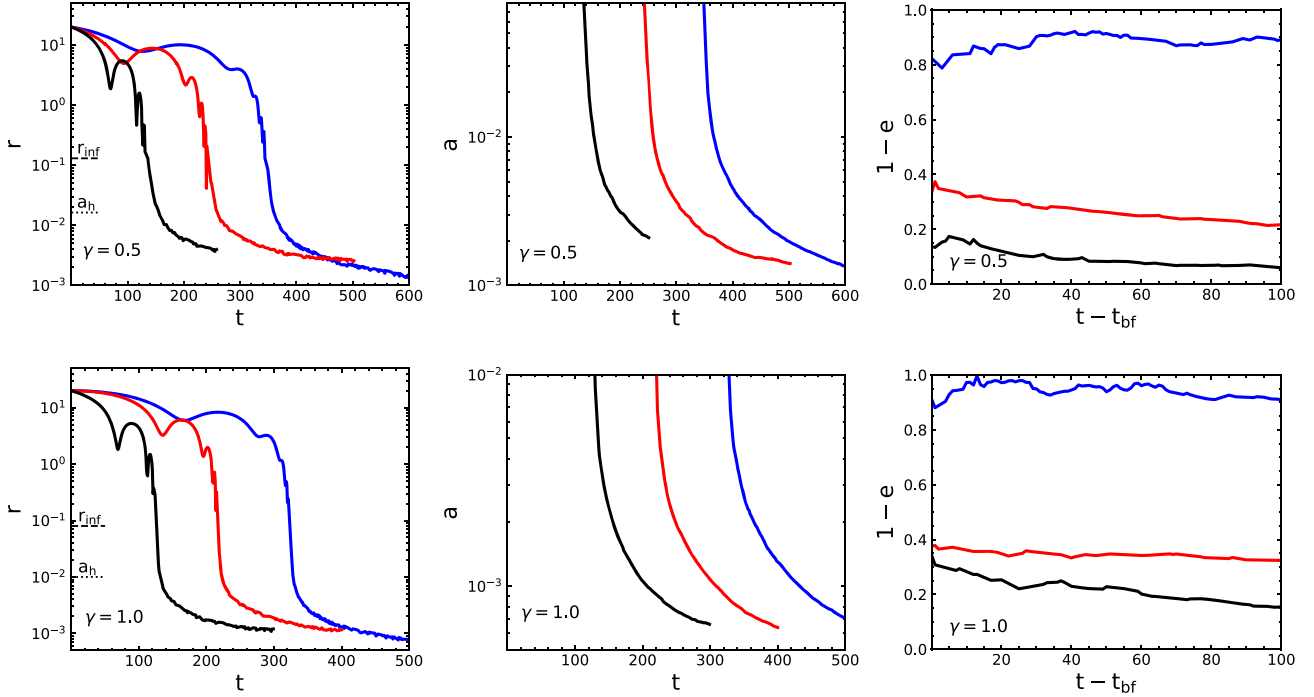 10¹
10⁰
10⁻¹
10⁻²
10⁻³
r
r_inf
a_h
γ = 0.5
100 200 300 400 500 600
t
10⁻²
10⁻³
a
γ = 0.5
100 200 300 400 500 600
t
1.0
0.8
0.6
0.4
0.2
0.0
1 − e
γ = 0.5
20 40 60 80 100
t − t_bf
10¹
10⁰
10⁻¹
10⁻²
10⁻³
r
r_inf
a_h
γ = 1.0
100 200 300 400 500
t
10⁻²
10⁻³
a
γ = 1.0
100 200 300 400 500
t
1.0
0.8
0.6
0.4
0.2
0.0
1 − e
γ = 1.0
20 40 60 80 100
t − t_bf